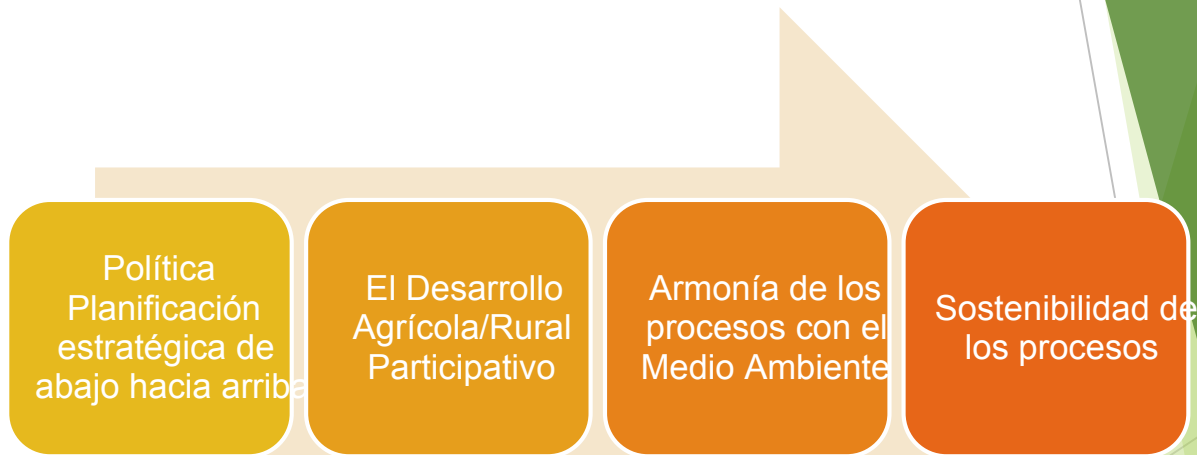 Política
Planificación
estratégica de
abajo hacia arriba
El Desarrollo
Agrícola/Rural
Participativo
Armonía de los
procesos con el
Medio Ambiente
Sostenibilidad de
los procesos